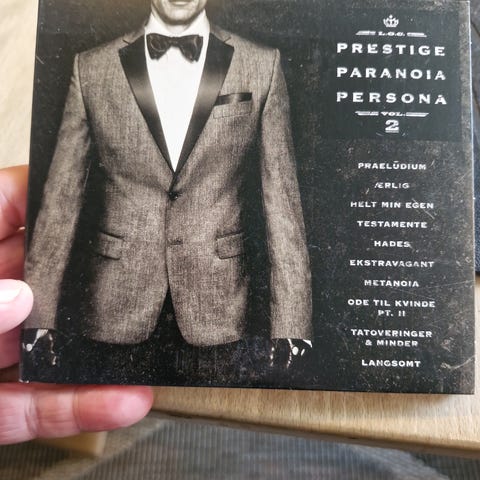 L.O.C.
PRESTIGE
PARANOIA
PERSONA
VOL.
2
PRAELŪDIUM
ÆRLIG
HELT MIN EGEN
TESTAMENTE
HADES
EKSTRAVAGANT
METANOIA
ODE TIL KVINDE
PT. II
TATOVERINGER
& MINDER
LANGSOMT